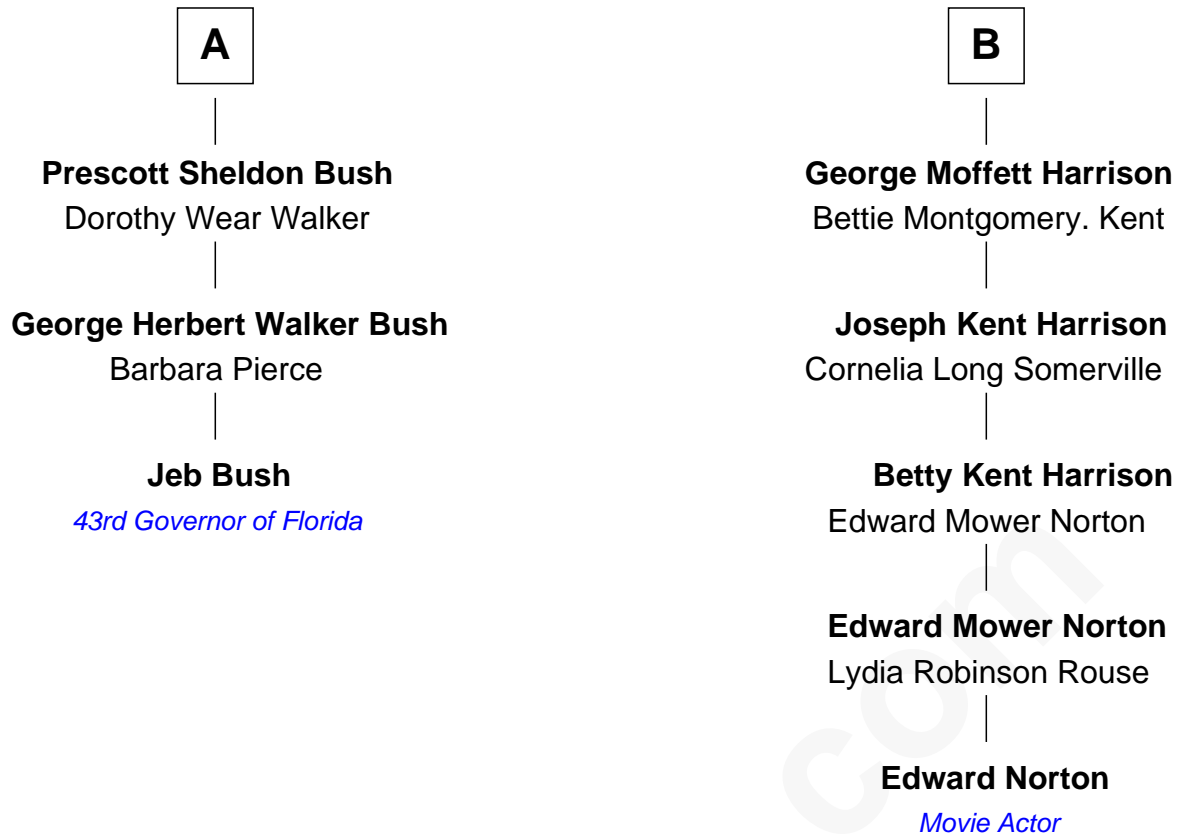 A
Prescott Sheldon Bush
Dorothy Wear Walker
George Herbert Walker Bush
Barbara Pierce
Jeb Bush
43rd Governor of Florida
B
George Moffett Harrison
Bettie Montgomery. Kent
Joseph Kent Harrison
Cornelia Long Somerville
Betty Kent Harrison
Edward Mower Norton
Edward Mower Norton
Lydia Robinson Rouse
Edward Norton
Movie Actor
com